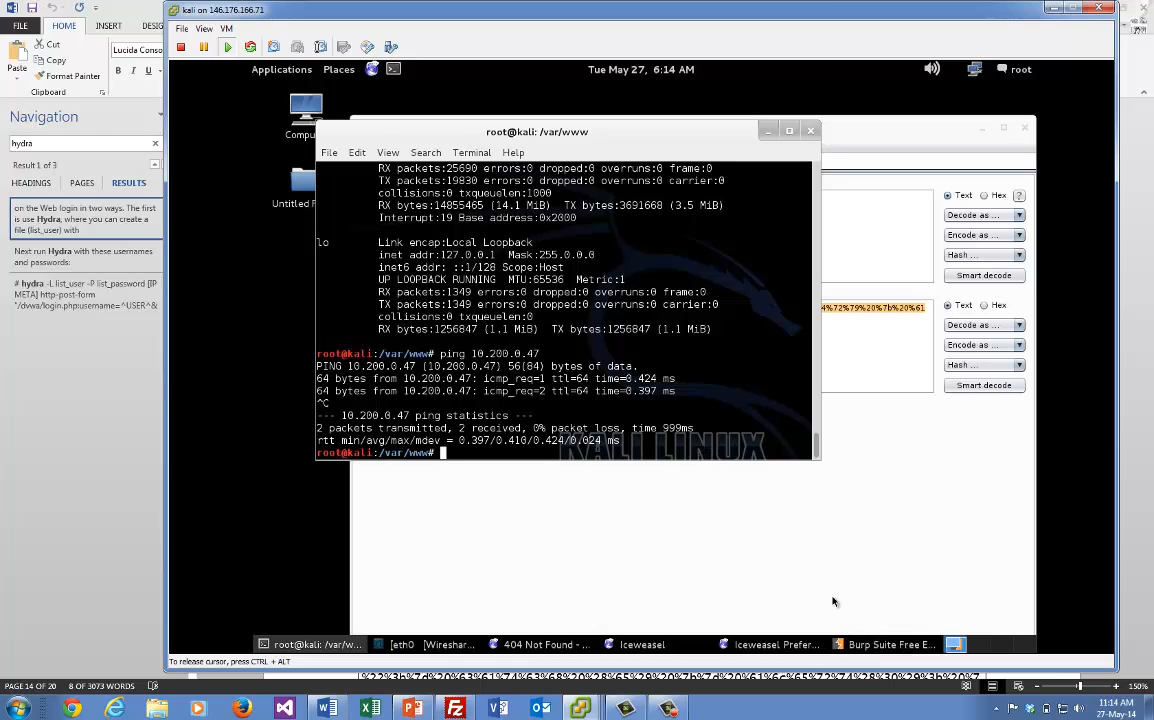 kali on 146.176.166.71
FILE HOME INSERT DESIG
Cut
Copy
Format Painter
Paste
Clipboard
Lucida Conso
B I U
Navigation
hydra
Result 1 of 3
HEADINGS PAGES RESULTS
on the Web login in two ways. The first
is use Hydra, where you can create a
file (list_user) with
Next run Hydra with these usernames
and passwords:
# hydra -L list_user -P list_password [IP
META] http-post-form
"/dvwa/login.php:username=^USER^&
File View VM
Applications Places
Tue May 27, 6:14 AM
root
Compu
Untitled F
root@kali: /var/www
File Edit View Search Terminal Help
RX packets:25690 errors:0 dropped:0 overruns:0 frame:0
TX packets:19830 errors:0 dropped:0 overruns:0 carrier:0
collisions:0 txqueuelen:1000
RX bytes:14855465 (14.1 MiB) TX bytes:3691668 (3.5 MiB)
Interrupt:19 Base address:0x2000
lo Link encap:Local Loopback
inet addr:127.0.0.1 Mask:255.0.0.0
inet6 addr: ::1/128 Scope:Host
UP LOOPBACK RUNNING MTU:65536 Metric:1
RX packets:1349 errors:0 dropped:0 overruns:0 frame:0
TX packets:1349 errors:0 dropped:0 overruns:0 carrier:0
collisions:0 txqueuelen:0
RX bytes:1256847 (1.1 MiB) TX bytes:1256847 (1.1 MiB)
root@kali:/var/www# ping 10.200.0.47
PING 10.200.0.47 (10.200.0.47) 56(84) bytes of data.
64 bytes from 10.200.0.47: icmp_req=1 ttl=64 time=0.424 ms
64 bytes from 10.200.0.47: icmp_req=2 ttl=64 time=0.397 ms
^C
--- 10.200.0.47 ping statistics ---
2 packets transmitted, 2 received, 0% packet loss, time 999ms
rtt min/avg/max/mdev = 0.397/0.410/0.424/0.024 ms
root@kali:/var/www#
KALI LINUX
Text Hex ?
Decode as ...
Encode as ...
Hash ...
Smart decode
4%72%79%20%7b%20%61
Text Hex
Decode as ...
Encode as ...
Hash ...
Smart decode
root@kali: /var/w... [eth0 [Wireshar... 404 Not Found - ... Iceweasel Iceweasel Prefer... Burp Suite Free E...
To release cursor, press CTRL + ALT
PAGE 14 OF 20 8 OF 3073 WORDS
150%
11:14 AM
27-May-14